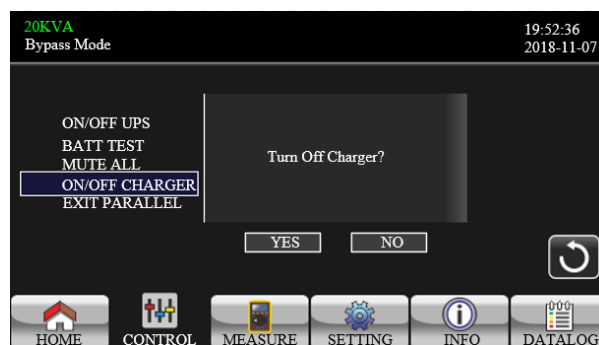 20KVA
Bypass Mode
19:52:36
2018-11-07
ON/OFF UPS
BATT TEST
MUTE ALL
ON/OFF CHARGER
EXIT PARALLEL
Turn Off Charger?
YES
NO
HOME
CONTROL
MEASURE
SETTING
INFO
DATALOG